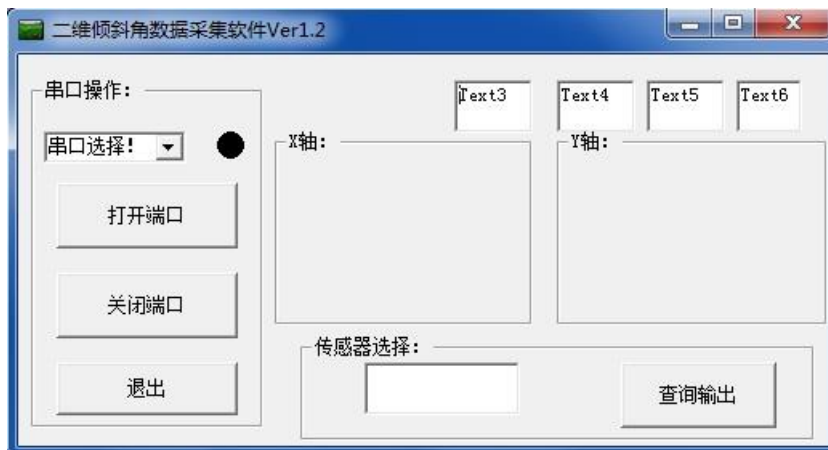 二维倾斜角数据采集软件Ver1.2
串口操作:
Text3
Text4
Text5
Text6
串口选择!
X轴:
Y轴:
打开端口
关闭端口
传感器选择:
退出
查询输出